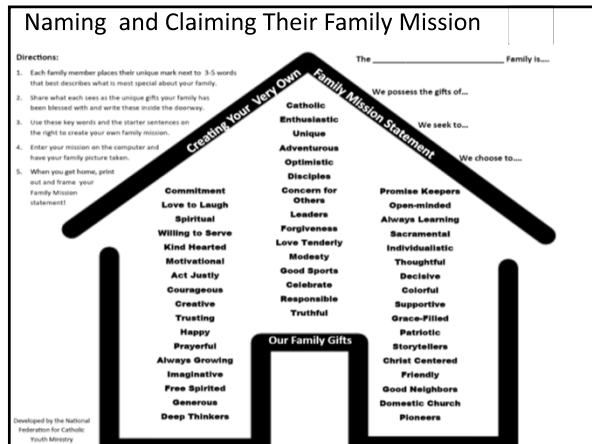 Naming and Claiming Their Family Mission
Directions:
1. Each family member places their unique mark next to 3-5 words
that best describes what is most special about your family.
2. Share what each sees as the unique gifts your family has
been blessed with and write these inside the doorway.
3. Use these key words and the starter sentences on
the right to create your own family mission.
4. Enter your mission on the computer and
have your family picture taken.
5. When you get home, print
out and frame your
Family Mission
statement!
The ____________________ Family is....
We possess the gifts of...
We seek to...
We choose to....
Creating Your Very Own
Family Mission Statement
Catholic
Enthusiastic
Unique
Adventurous
Optimistic
Disciples
Concern for
Others
Leaders
Forgiveness
Love Tenderly
Modesty
Good Sports
Celebrate
Responsible
Truthful
Commitment
Love to Laugh
Spiritual
Willing to Serve
Kind Hearted
Motivational
Act Justly
Courageous
Creative
Trusting
Happy
Prayerful
Always Growing
Imaginative
Free Spirited
Generous
Deep Thinkers
Promise Keepers
Open-minded
Always Learning
Sacramental
Individualistic
Thoughtful
Decisive
Colorful
Supportive
Grace-Filled
Patriotic
Storytellers
Christ Centered
Friendly
Good Neighbors
Domestic Church
Pioneers
Our Family Gifts
Developed by the National
Federation for Catholic
Youth Ministry